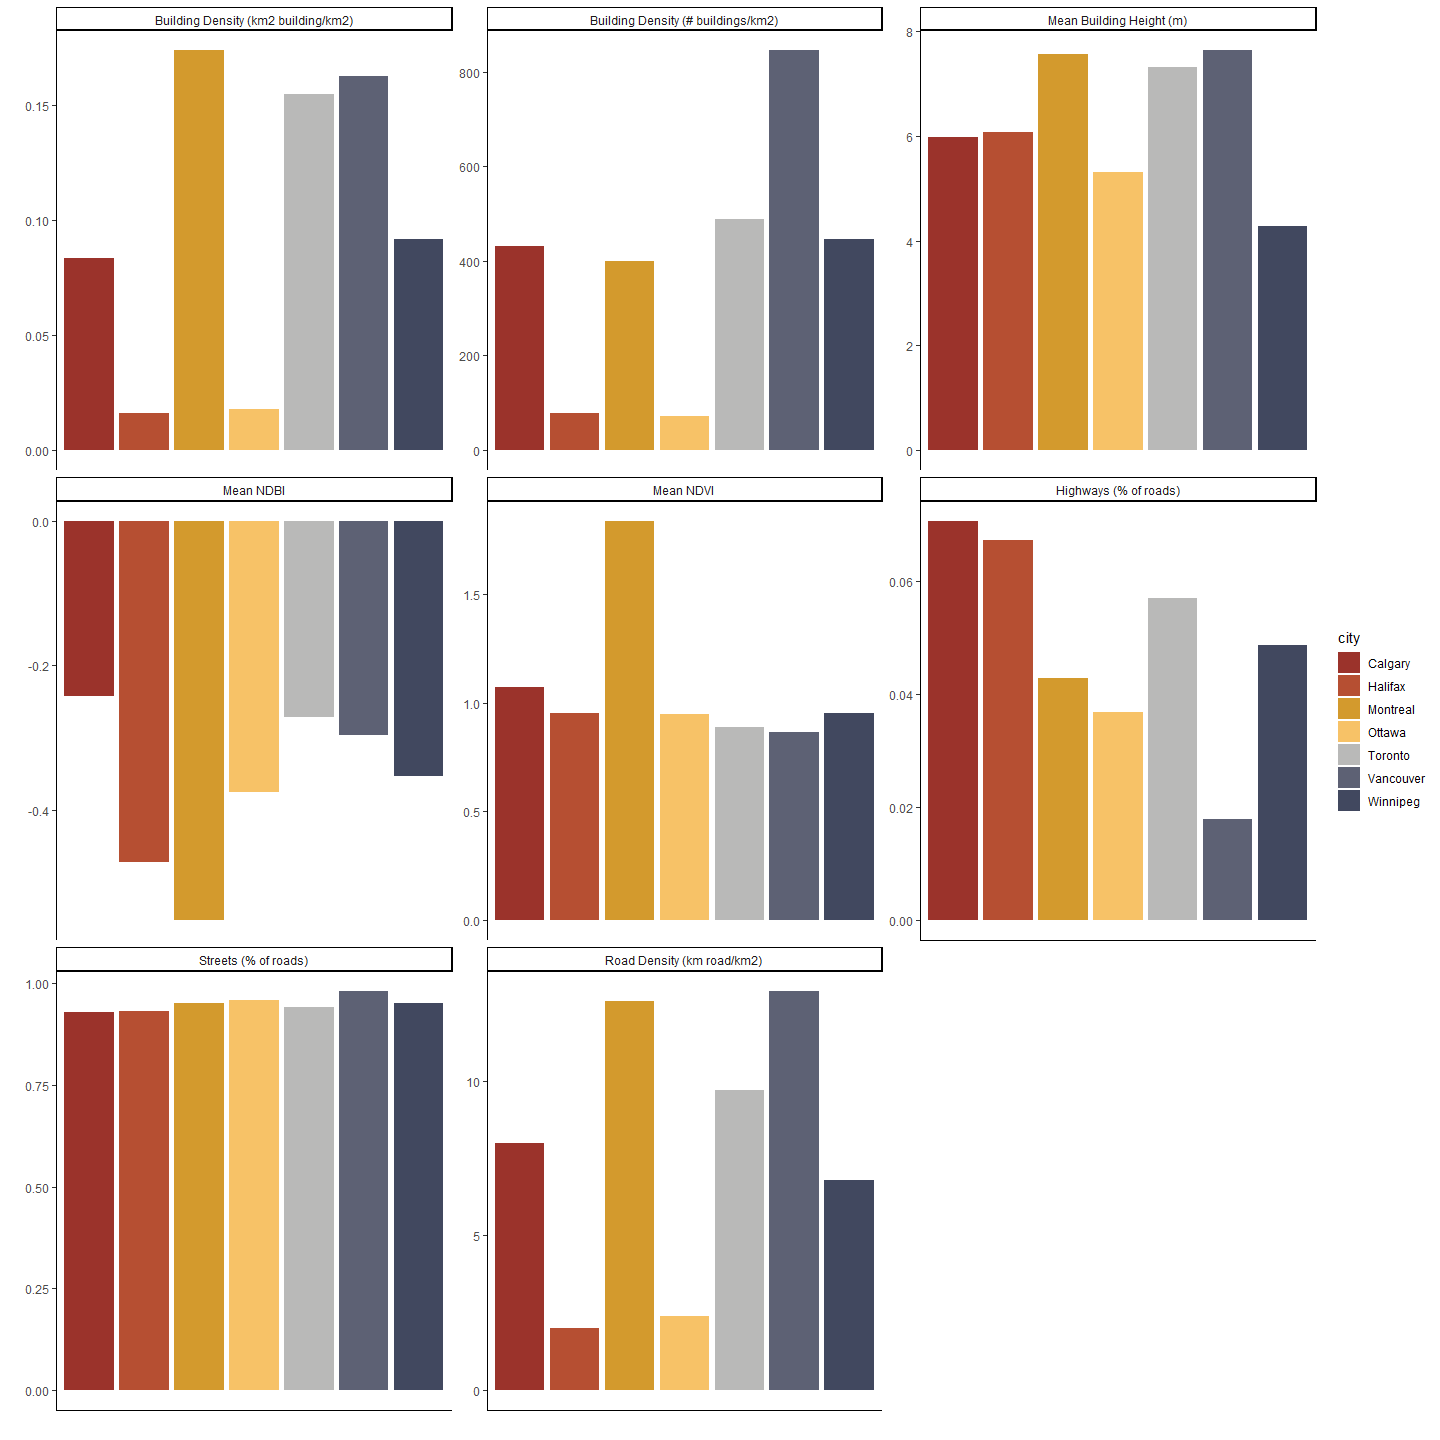 Building Density (km2 building/km2)
0.15
0.10
0.05
0.00
Building Density (# buildings/km2)
800
600
400
200
0
Mean Building Height (m)
8
6
4
2
0
Mean NDBI
0.0
-0.2
-0.4
Mean NDVI
1.5
1.0
0.5
0.0
Highways (% of roads)
0.06
0.04
0.02
0.00
Streets (% of roads)
1.00
0.75
0.50
0.25
0.00
Road Density (km road/km2)
10
5
0
city
Calgary
Halifax
Montreal
Ottawa
Toronto
Vancouver
Winnipeg